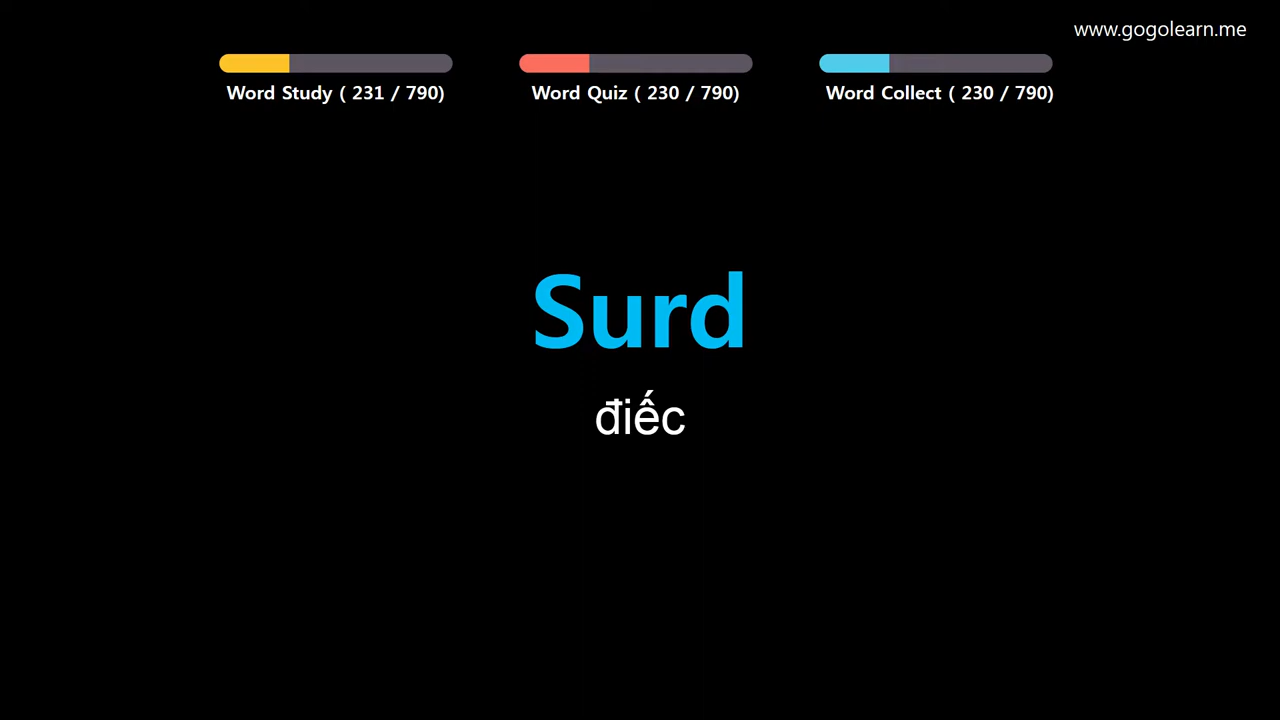 www.gogolearn.me
Word Study ( 231 / 790)
Word Quiz ( 230 / 790)
Word Collect ( 230 / 790)
Surd
điếc